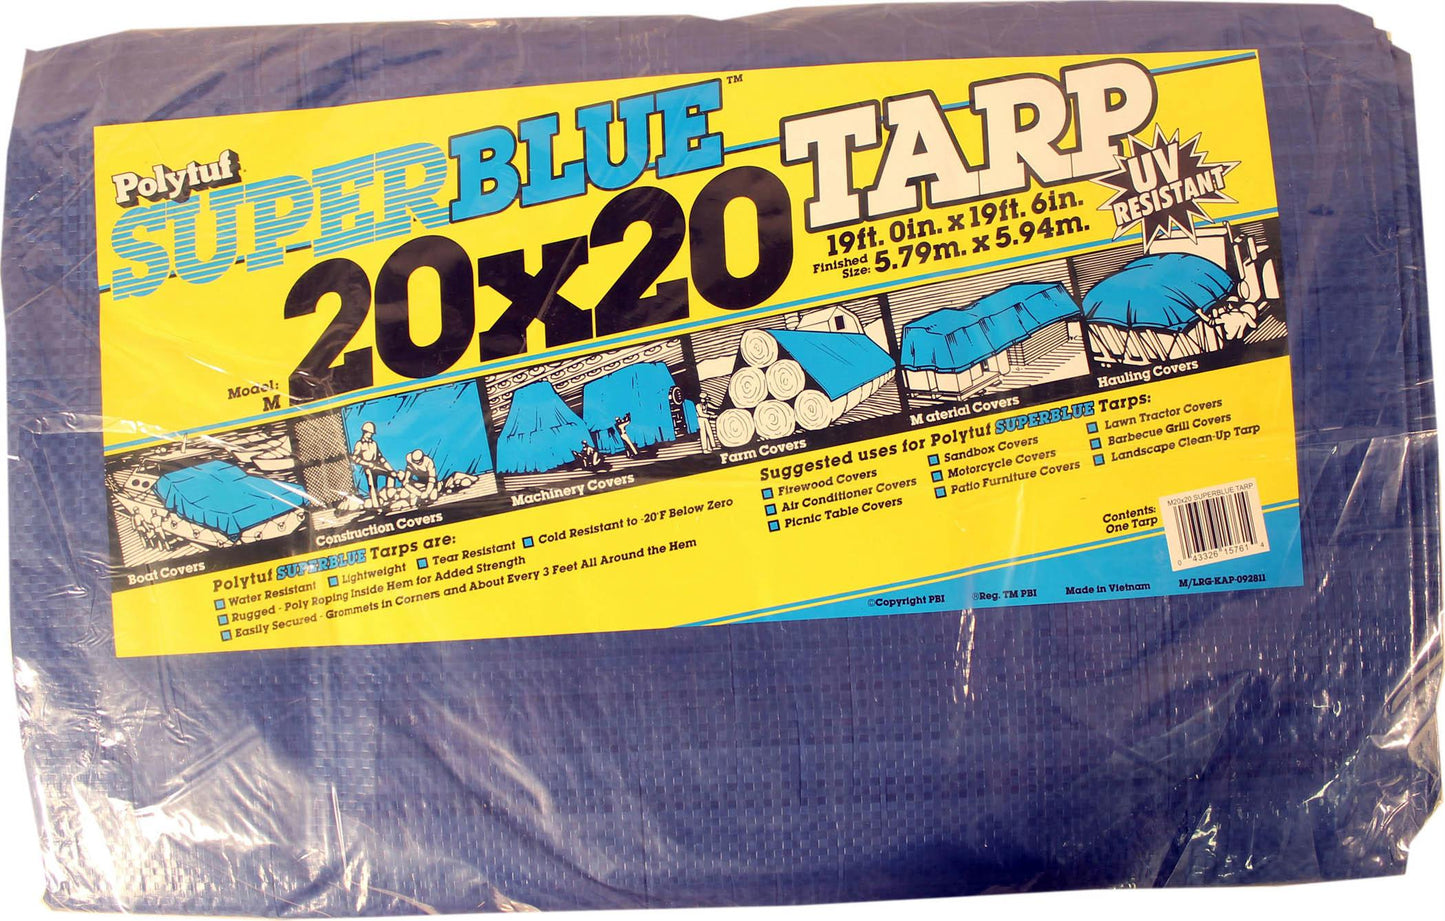 Polytuf
SUPERBLUE™ TARP
20x20
UV
RESISTANT
19ft. 0in. x 19ft. 6in.
Finished
Size: 5.79m. x 5.94m.
Model:
M
Boat Covers
Construction Covers
Machinery Covers
Farm Covers
Material Covers
Hauling Covers
Polytuf SUPERBLUE Tarps are:
Water Resistant Lightweight Tear Resistant Cold Resistant to -20°F Below Zero
Rugged - Poly Roping Inside Hem for Added Strength
Easily Secured - Grommets in Corners and About Every 3 Feet All Around the Hem
Suggested uses for Polytuf SUPERBLUE Tarps:
Firewood Covers
Air Conditioner Covers
Picnic Table Covers
Sandbox Covers
Motorcycle Covers
Patio Furniture Covers
Lawn Tractor Covers
Barbecue Grill Covers
Landscape Clean-Up Tarp
Contents:
One Tarp
M20x20 SUPERBLUE TARP
0 43326 15761 4
©Copyright PBI ®Reg. TM PBI Made in Vietnam M/LRG-KAP-092811